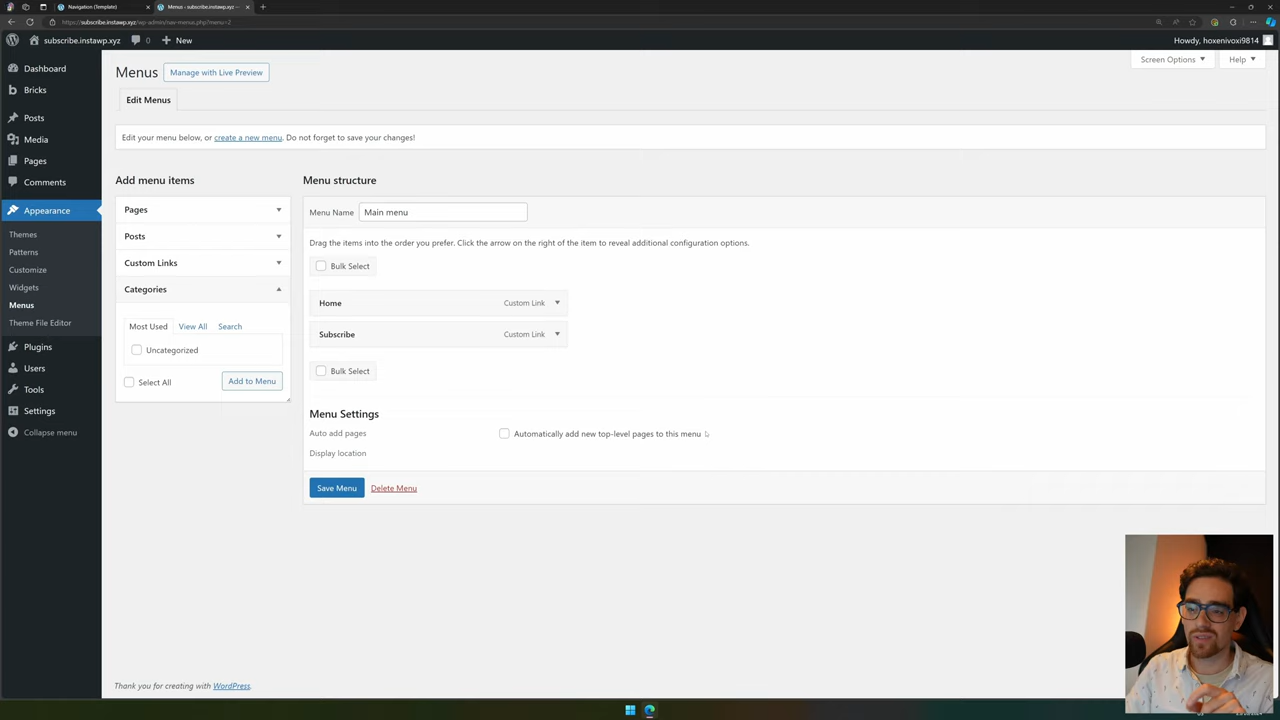 Navigation (Template)
Menus ‹ subscribe.instawp.xyz —
https://subscribe.instawp.xyz/wp-admin/nav-menus.php?menu=2
subscribe.instawp.xyz
0
New
Howdy, hoxenivoxi9814
Dashboard
Bricks
Posts
Media
Pages
Comments
Appearance
Themes
Patterns
Customize
Widgets
Menus
Theme File Editor
Plugins
Users
Tools
Settings
Collapse menu
Menus
Manage with Live Preview
Screen Options
Help
Edit Menus
Edit your menu below, or create a new menu. Do not forget to save your changes!
Add menu items
Pages
Posts
Custom Links
Categories
Most Used
View All
Search
Uncategorized
Select All
Add to Menu
Menu structure
Menu Name
Main menu
Drag the items into the order you prefer. Click the arrow on the right of the item to reveal additional configuration options.
Bulk Select
Home
Custom Link
Subscribe
Custom Link
Bulk Select
Menu Settings
Auto add pages
Automatically add new top-level pages to this menu
Display location
Save Menu
Delete Menu
Thank you for creating with WordPress.